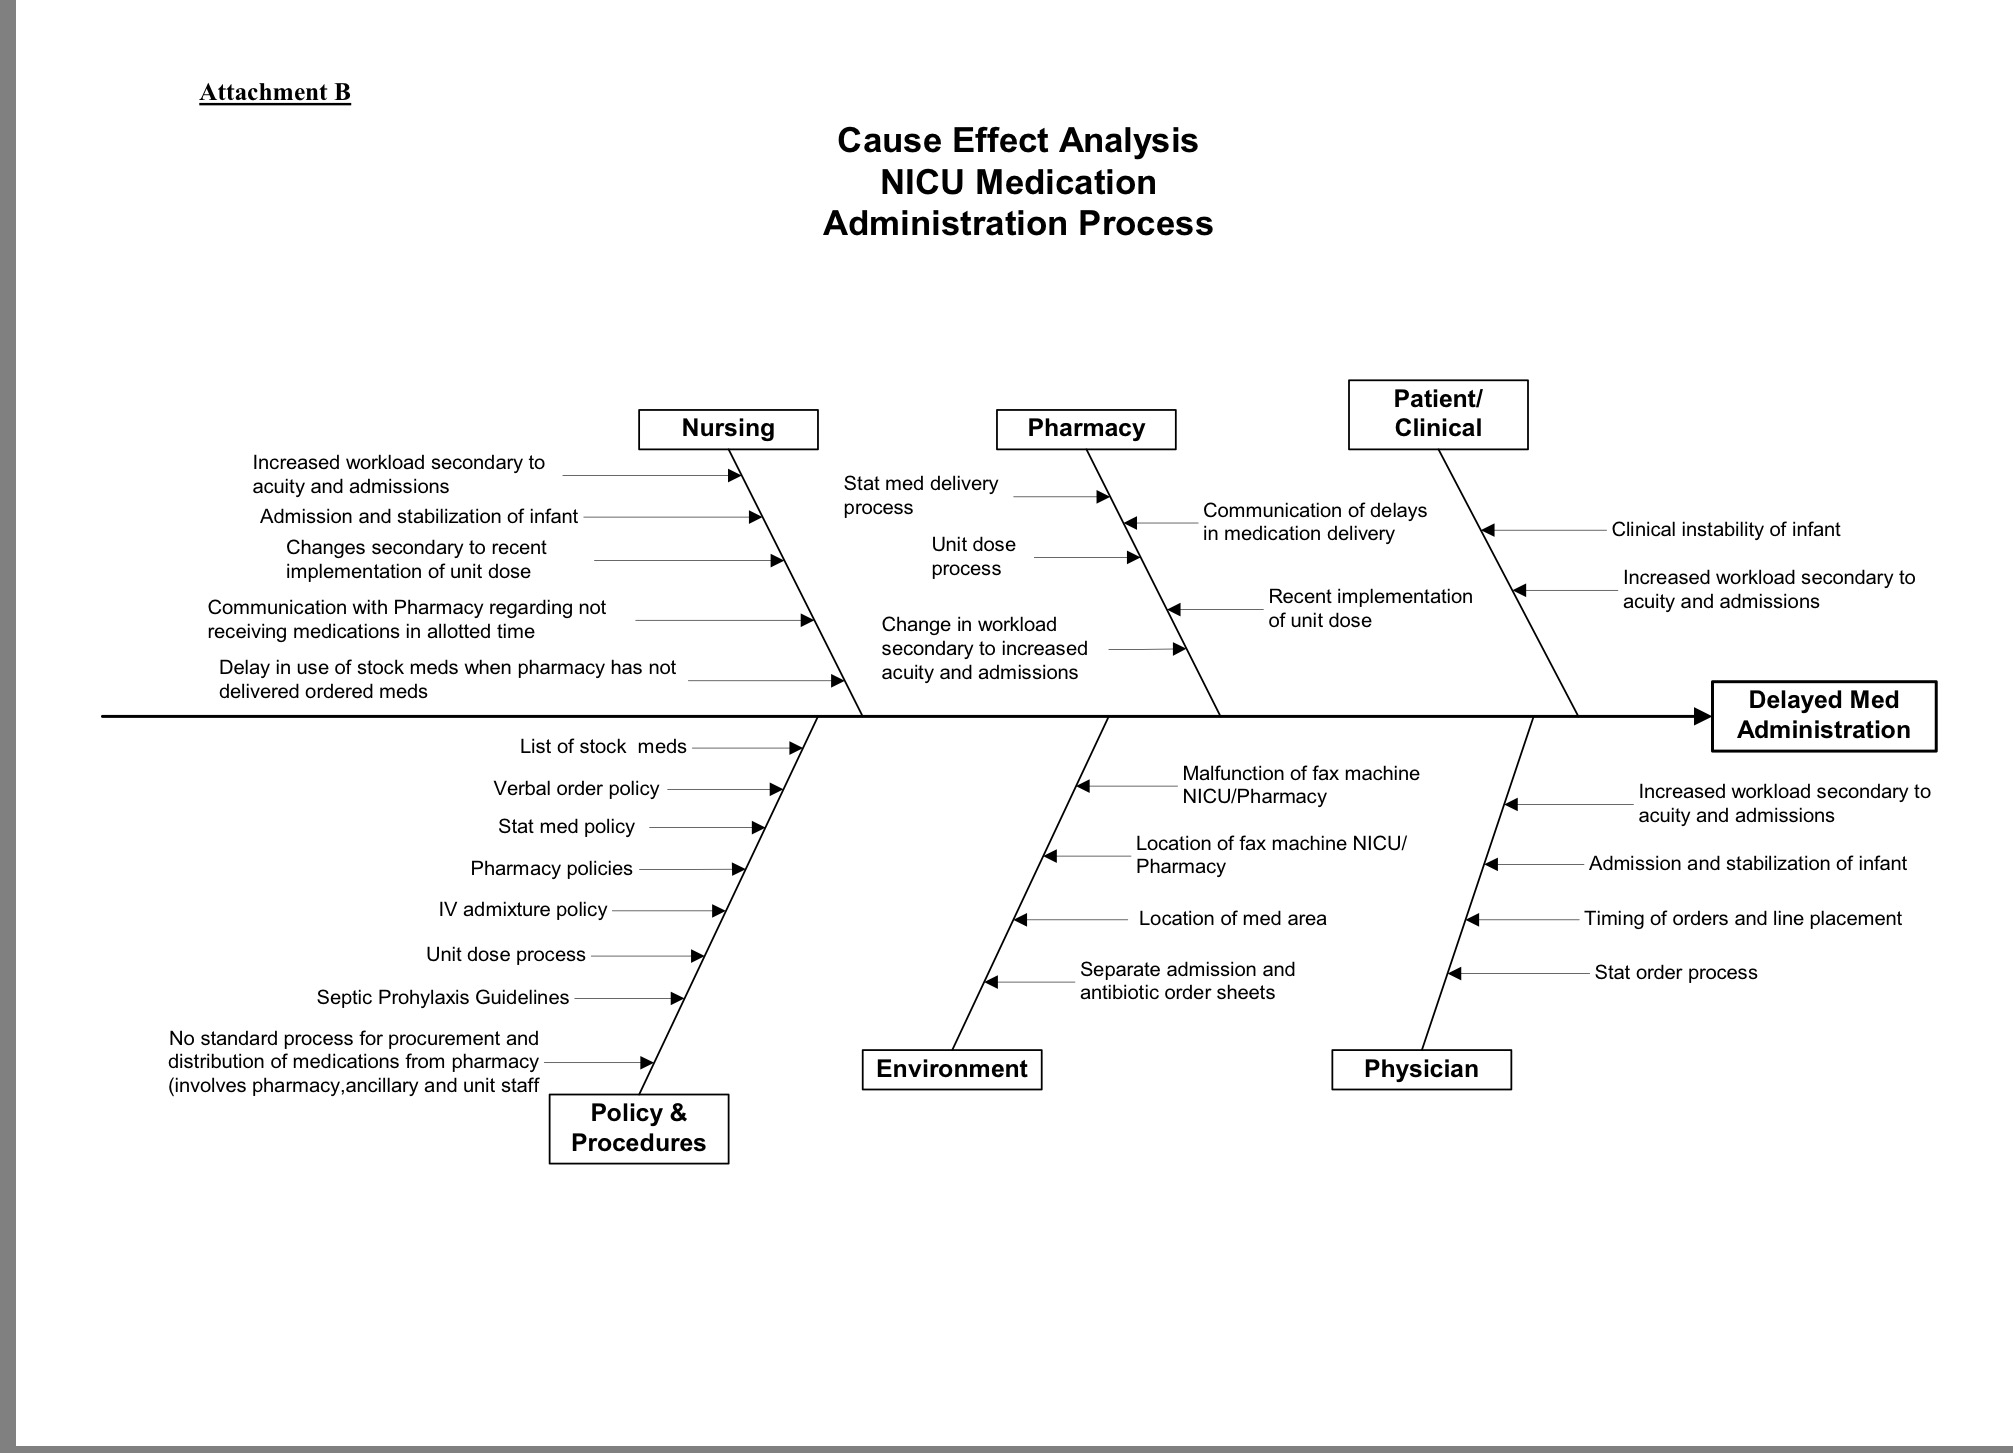 Attachment B
Cause Effect Analysis
NICU Medication
Administration Process
Nursing
Increased workload secondary to
acuity and admissions
Admission and stabilization of infant
Changes secondary to recent
implementation of unit dose
Communication with Pharmacy regarding not
receiving medications in allotted time
Delay in use of stock meds when pharmacy has not
delivered ordered meds
Pharmacy
Stat med delivery
process
Communication of delays
in medication delivery
Unit dose
process
Recent implementation
of unit dose
Change in workload
secondary to increased
acuity and admissions
Patient/
Clinical
Clinical instability of infant
Increased workload secondary to
acuity and admissions
Delayed Med
Administration
List of stock  meds
Verbal order policy
Stat med policy
Pharmacy policies
IV admixture policy
Unit dose process
Septic Prohylaxis Guidelines
No standard process for procurement and
distribution of medications from pharmacy
(involves pharmacy,ancillary and unit staff
Policy &
Procedures
Malfunction of fax machine
NICU/Pharmacy
Location of fax machine NICU/
Pharmacy
Location of med area
Separate admission and
antibiotic order sheets
Environment
Increased workload secondary to
acuity and admissions
Admission and stabilization of infant
Timing of orders and line placement
Stat order process
Physician